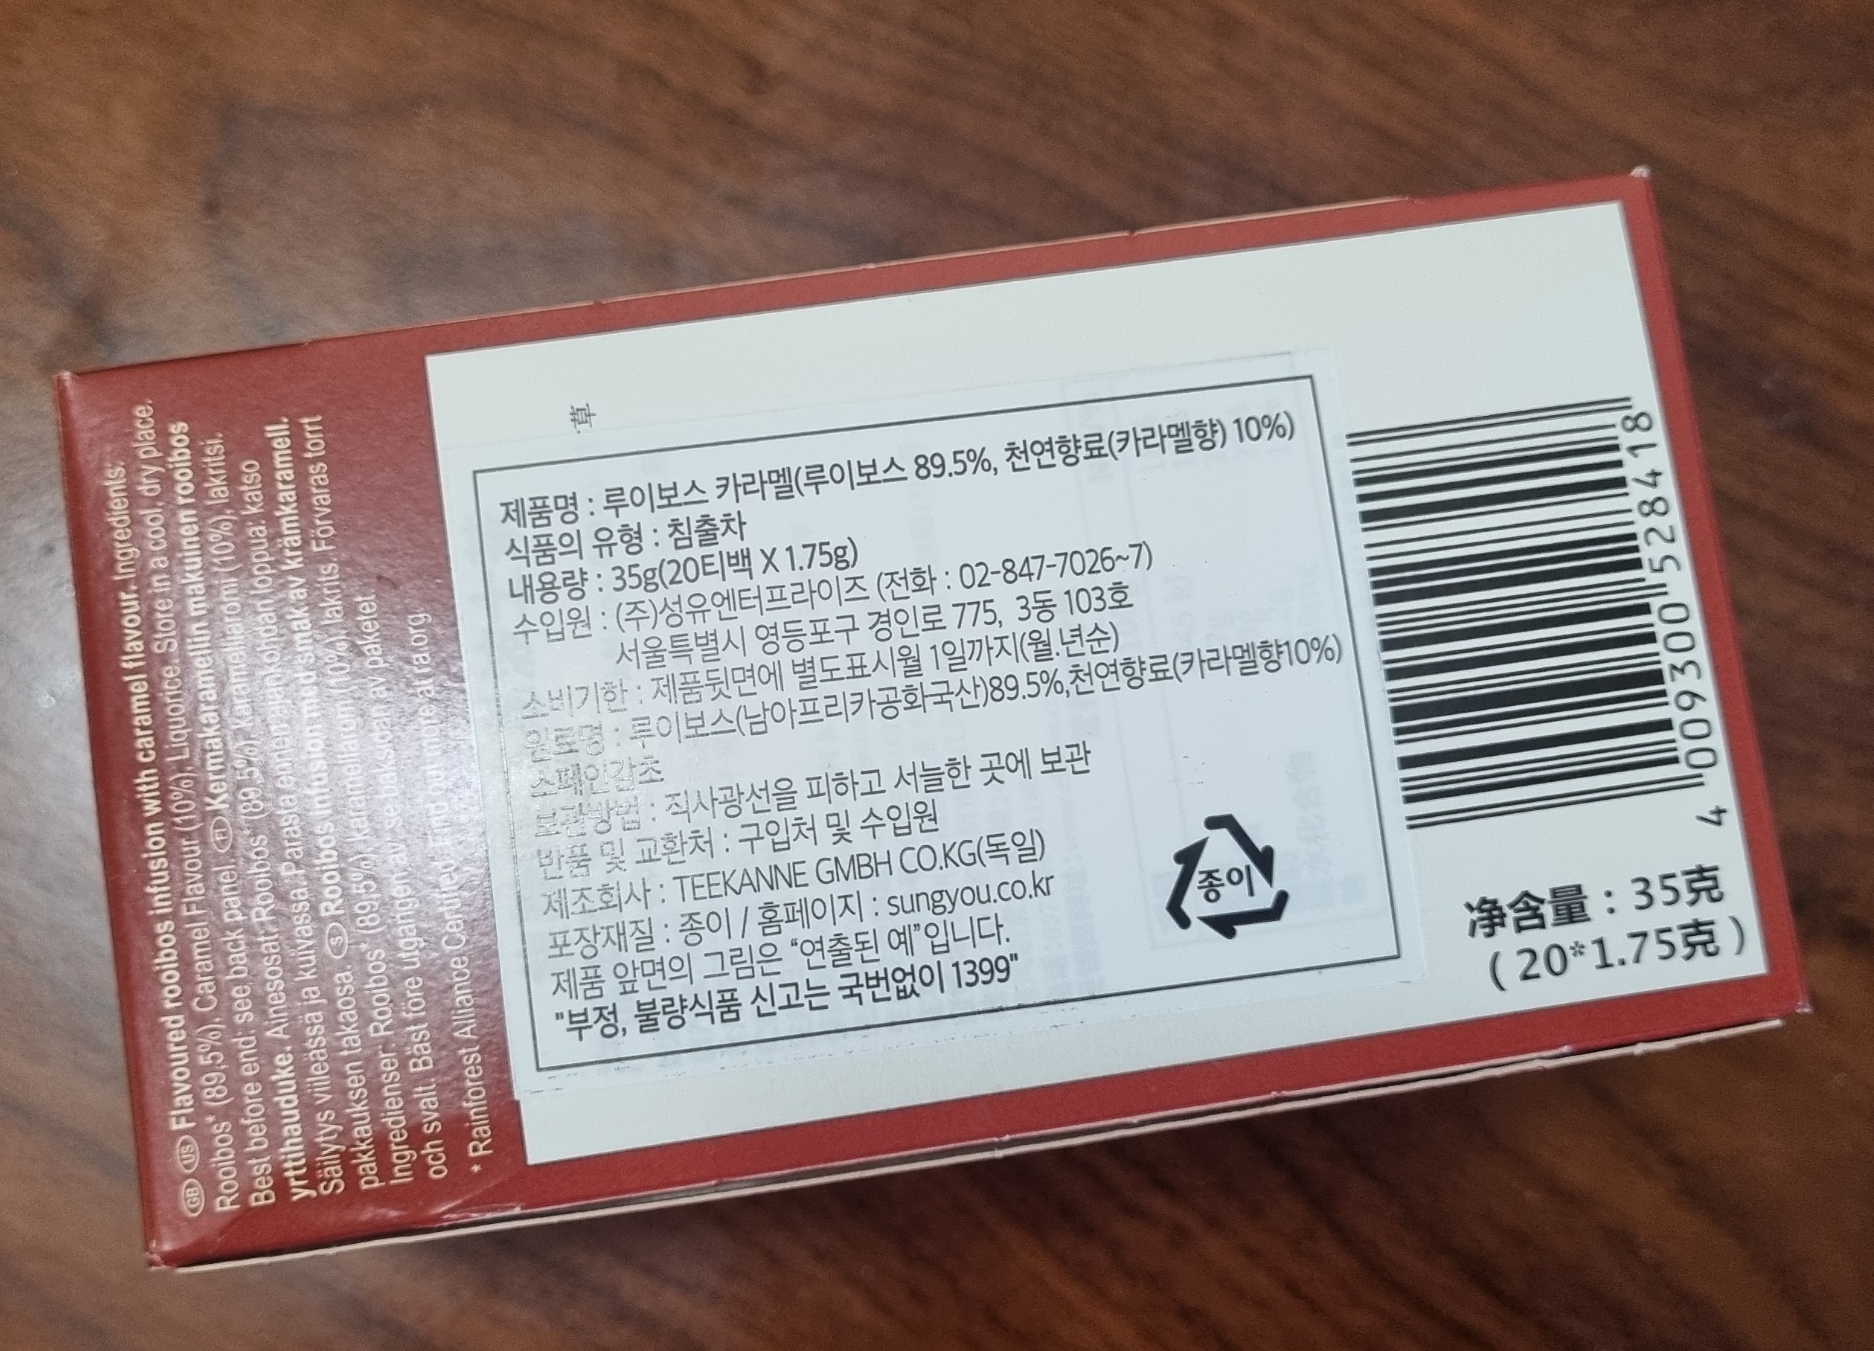 GB US Flavoured rooibos infusion with caramel flavour. Ingredients:
Rooibos* (89.5%), Caramel Flavour (10%), Liquorice. Store in a cool, dry place.
Best before end: see back panel. FI Kermakaramellin makuinen rooibos
yrttihauduke. Ainesosat: Rooibos* (89.5%), karamelliaromi (10%), lakritsi.
Säilytys viileässä ja kuivassa. Parasta ennen/kohdan loppua: katso
pakkauksen takaosa. S Rooibos infusion med smak av kräm­karamell.
Ingredienser: Rooibos* (89.5%), karamellarom (10%), lakrits. Förvaras torrt
och svalt. Bäst före utgången av: se baksidan av paketet
* Rainforest Alliance Certified. Find out more at ra.org
草
제품명 : 루이보스 카라멜(루이보스 89.5%, 천연향료(카라멜향) 10%)
식품의 유형 : 침출차
내용량 : 35g(20티백 X 1.75g)
수입원 : (주)성유엔터프라이즈 (전화 : 02-847-7026~7)
서울특별시 영등포구 경인로 775, 3동 103호
소비기한 : 제품뒷면에 별도표시월 1일까지(월.년순)
원료명 : 루이보스(남아프리카공화국산)89.5%,천연향료(카라멜향10%)
스페인감초
보관방법 : 직사광선을 피하고 서늘한 곳에 보관
반품 및 교환처 : 구입처 및 수입원
제조회사 : TEEKANNE GMBH CO.KG(독일)
포장재질 : 종이 / 홈페이지 : sungyou.co.kr
제품 앞면의 그림은 “연출된 예”입니다.
"부정, 불량식품 신고는 국번없이 1399"
종이
4 009300 528418
净含量：35克
（20*1.75克）